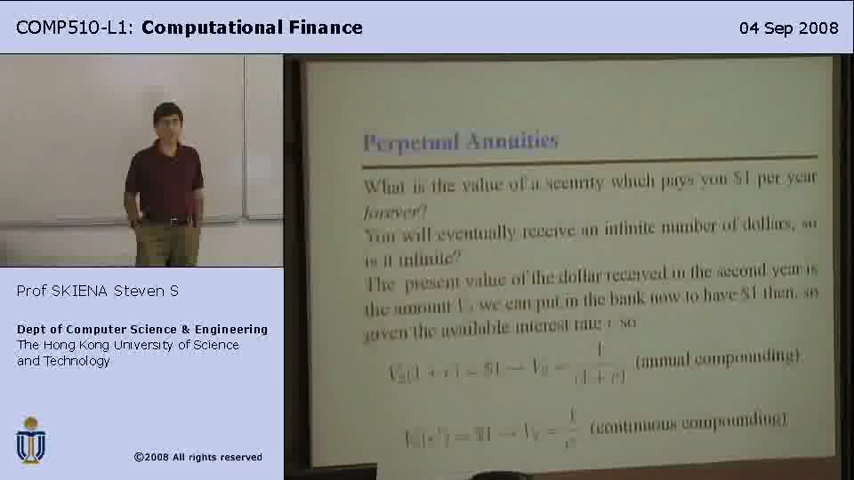 COMP510-L1: Computational Finance
04 Sep 2008
Perpetual Annuities
What is the value of a security which pays you $1 per year
forever?
You will eventually receive an infinite number of dollars, so
is it infinite?
The present value of the dollar received in the second year is
the amount we can put in the bank now to have $1 then, so
given the available interest rate r so
(annual compounding)
(continuous compounding)
Prof SKIENA Steven S
Dept of Computer Science & Engineering
The Hong Kong University of Science
and Technology
©2008 All rights reserved